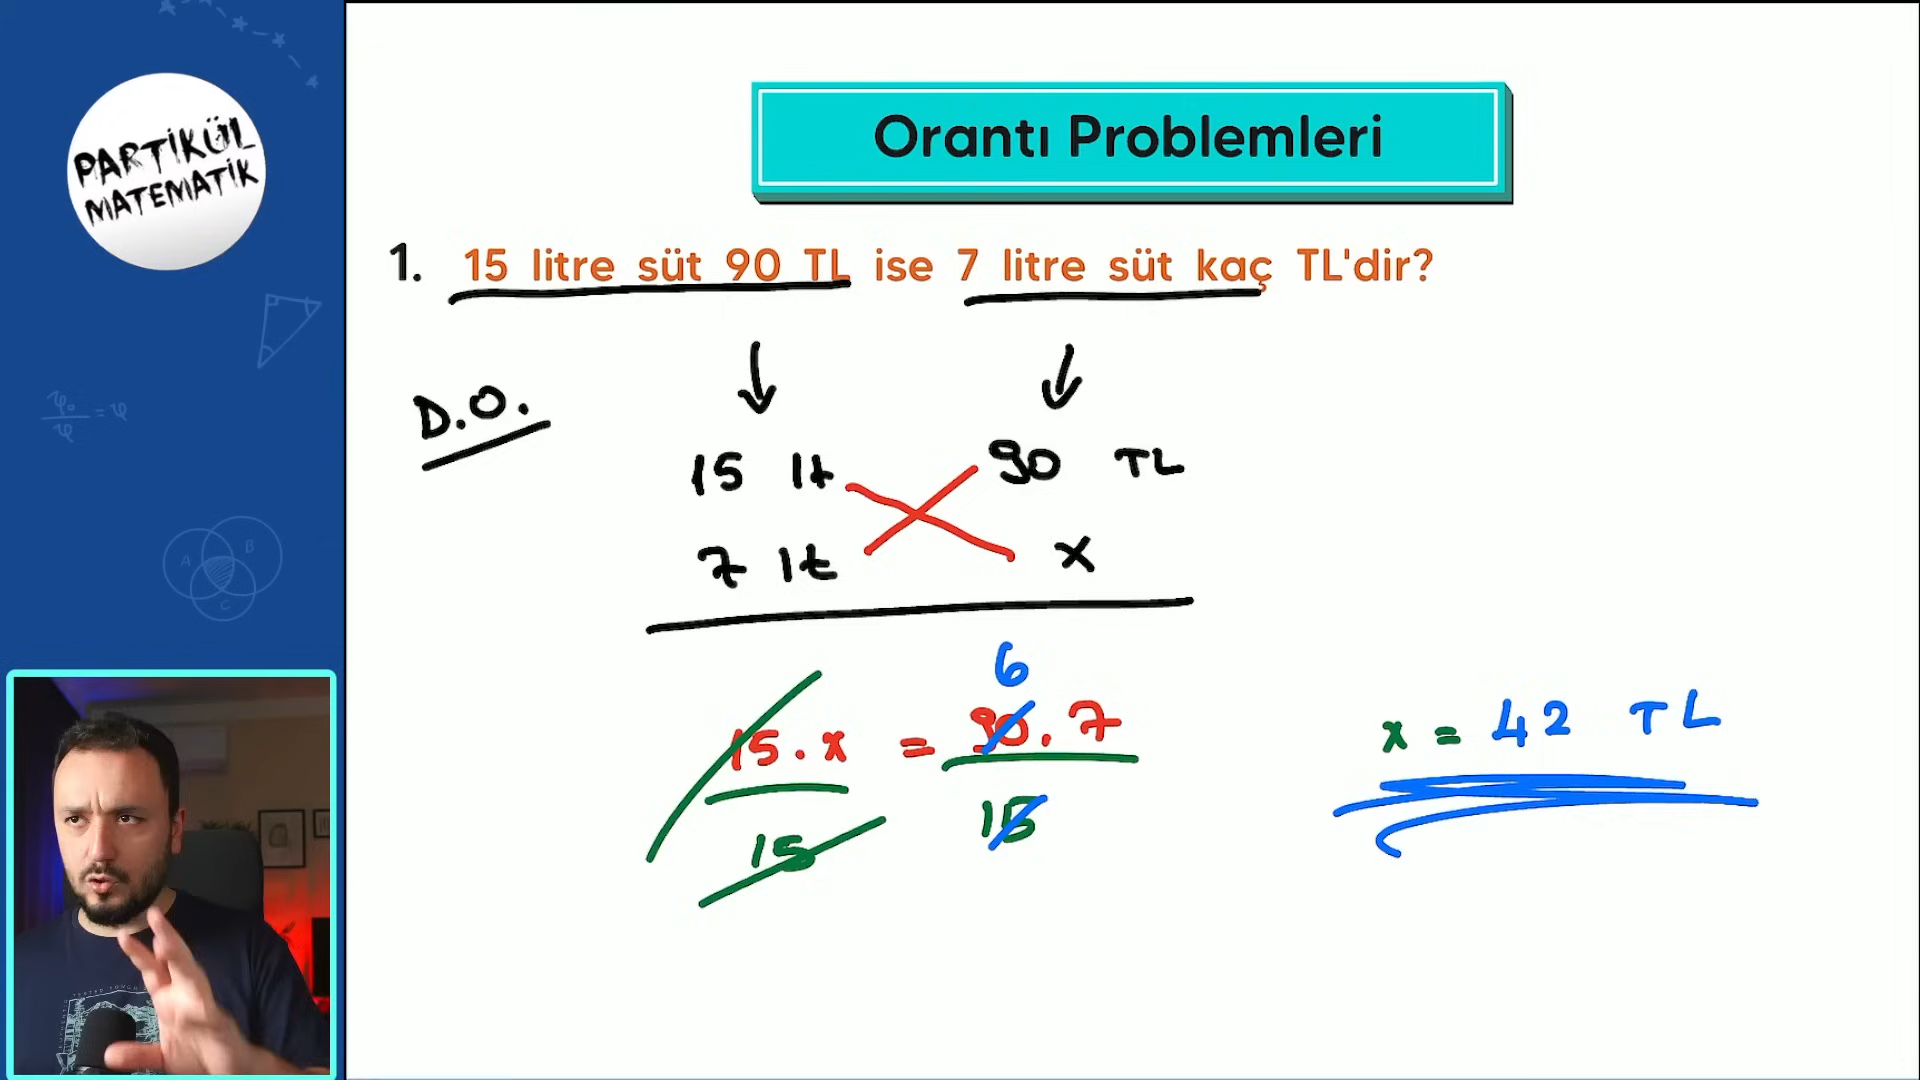 PARTİKÜL
MATEMATİK
Orantı Problemleri
1. 15 litre süt 90 TL ise 7 litre süt kaç TL'dir?
D.O.
15 lt 90 TL
7 lt x
6
15.x = 90.7
15 15
x = 42 TL
A B
C